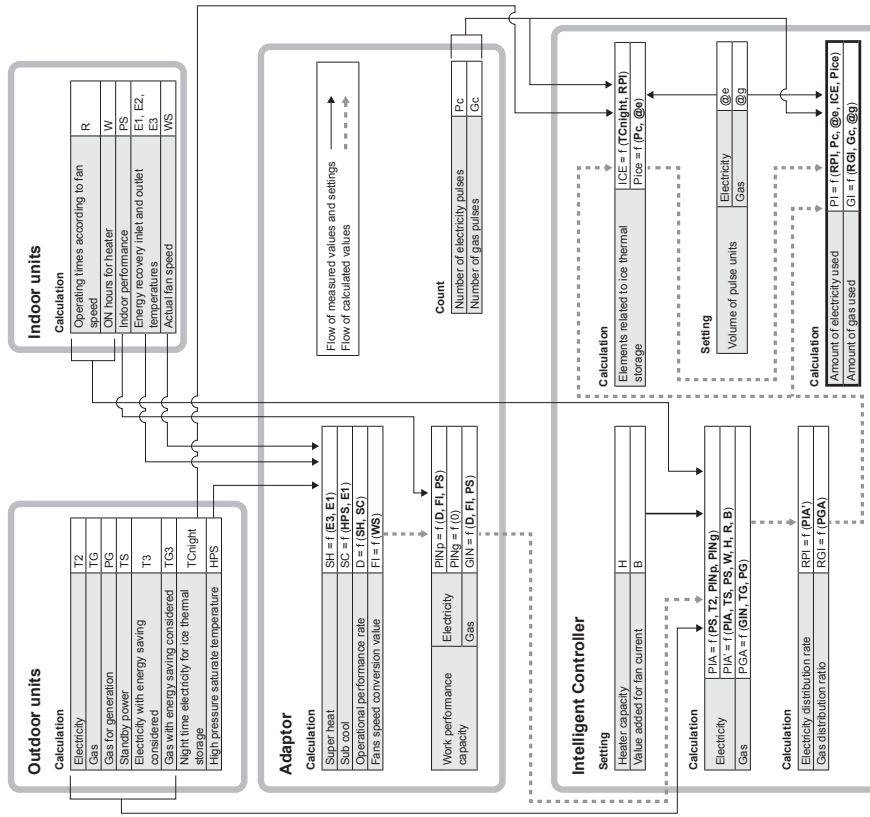 Outdoor units
Calculation
Electricity T2
Gas TG
Gas for generation PG
Standby power TS
Electricity with energy saving
considered T3
Gas with energy saving considered TG3
Night time electricity for ice thermal
storage TCnight
High pressure saturate temperature HPS
Indoor units
Calculation
Operating times according to fan
speed R
ON hours for heater W
Indoor performance PS
Energy recovery inlet and outlet
temperatures E1, E2,
E3
Actual fan speed WS
Adaptor
Calculation
Super heat SH = f (E3, E1)
Sub cool SC = f (HPS, E1)
Operational performance rate D = f (SH, SC)
Fans speed conversion value FI = f (WS)
Work performance
capacity
Electricity PINp = f (D, FI, PS)
PINg = f (0)
Gas GIN = f (D, FI, PS)
Flow of measured values and settings
Flow of calculated values
Count
Number of electricity pulses Pc
Number of gas pulses Gc
Intelligent Controller
Setting
Heater capacity H
Value added for fan current B
Calculation
Electricity PIA = f (PS, T2, PINp, PINg)
PIA' = f (PIA, TS, PS, W, H, R, B)
Gas PGA = f (GIN, TG, PG)
Calculation
Electricity distribution rate RPI = f (PIA')
Gas distribution ratio RGI = f (PGA)
Calculation
Elements related to ice thermal
storage
ICE = f (TCnight, RPI)
Pice = f (Pc, @e)
Setting
Volume of pulse units
Electricity @e
Gas @g
Calculation
Amount of electricity used PI = f (RPI, Pc, @e, ICE, Pice)
Amount of gas used GI = f (RGI, Gc, @g)